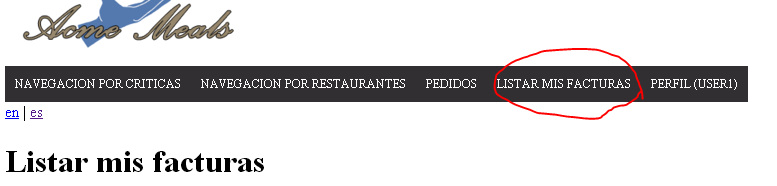 Acme Meals
NAVEGACION POR CRITICAS NAVEGACION POR RESTAURANTES PEDIDOS LISTAR MIS FACTURAS PERFIL (USER1)
en | es
Listar mis facturas